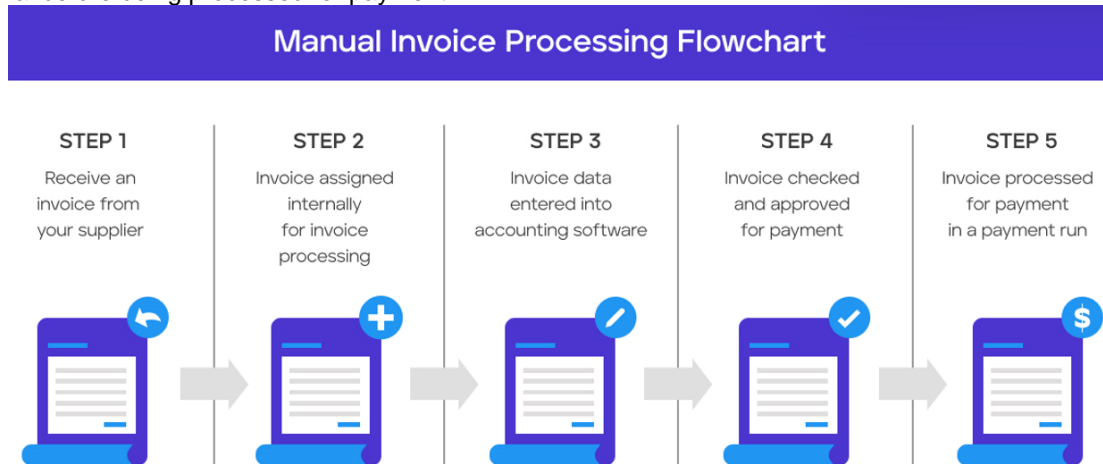 Manual Invoice Processing Flowchart
STEP 1
Receive an
invoice from
your supplier
STEP 2
Invoice assigned
internally
for invoice
processing
STEP 3
Invoice data
entered into
accounting software
STEP 4
Invoice checked
and approved
for payment
STEP 5
Invoice processed
for payment
in a payment run
$